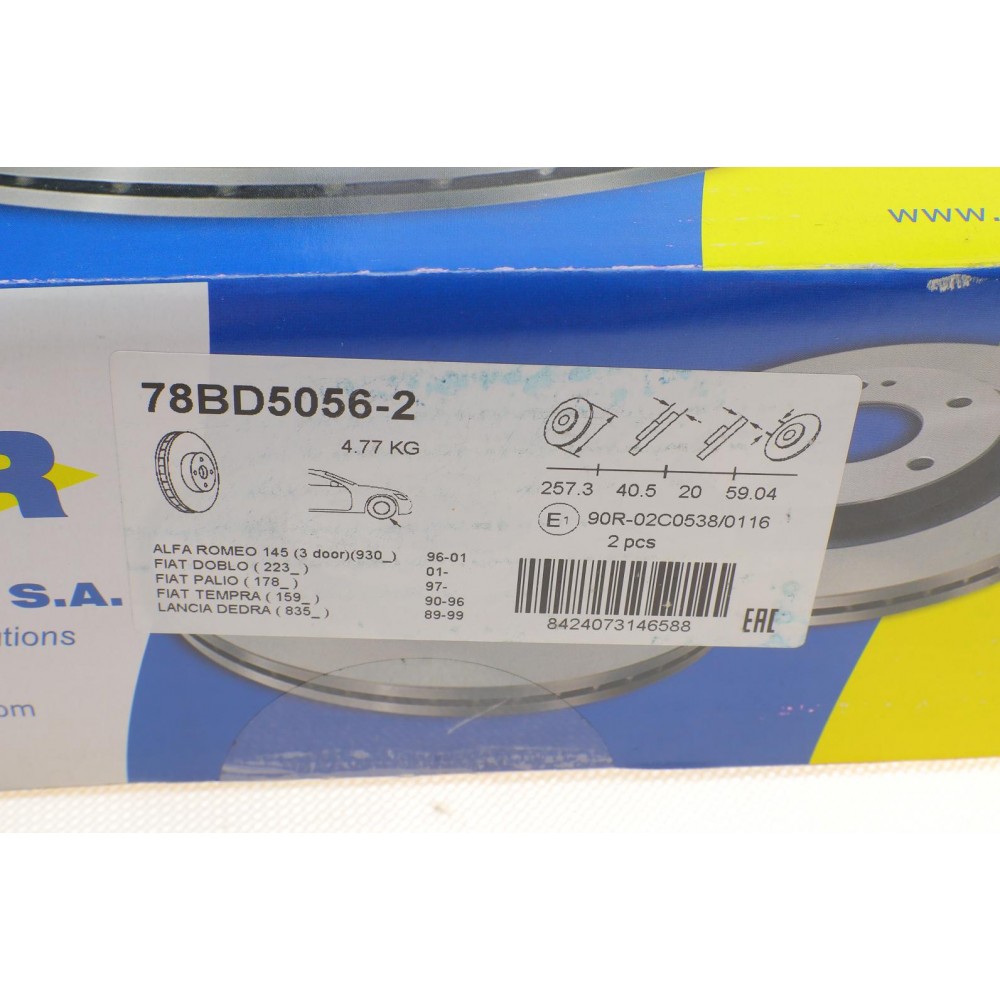 www.
78BD5056-2
4.77 KG
257.3 40.5 20 59.04
E1 90R-02C0538/0116
2 pcs
ALFA ROMEO 145 (3 door)(930_) 96-01
FIAT DOBLO ( 223_ ) 01-
FIAT PALIO ( 178_ ) 97-
FIAT TEMPRA ( 159_ ) 90-96
LANCIA DEDRA ( 835_ ) 89-99
8424073146588
EAC
R
S.A.
utions
om